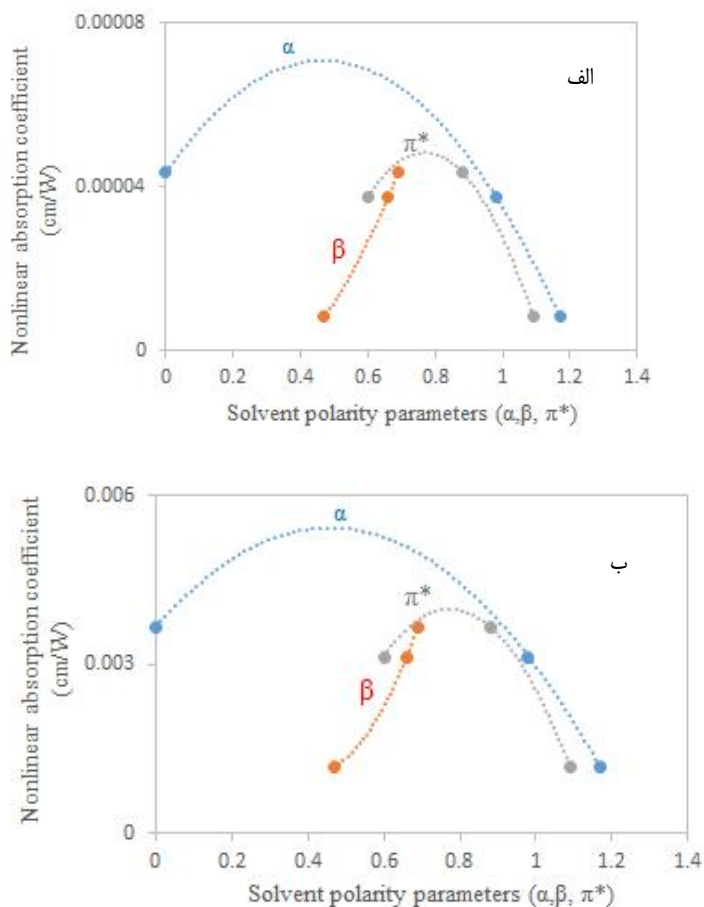 0.00008
α
الف
π*
0.00004
β
0
0 0.2 0.4 0.6 0.8 1 1.2 1.4
Nonlinear absorption coefficient
(cm/W)
Solvent polarity parameters (α,β, π*)
0.006
α
ب
π*
0.003
β
0
0 0.2 0.4 0.6 0.8 1 1.2 1.4
Nonlinear absorption coefficient
(cm/W)
Solvent polarity parameters (α,β, π*)